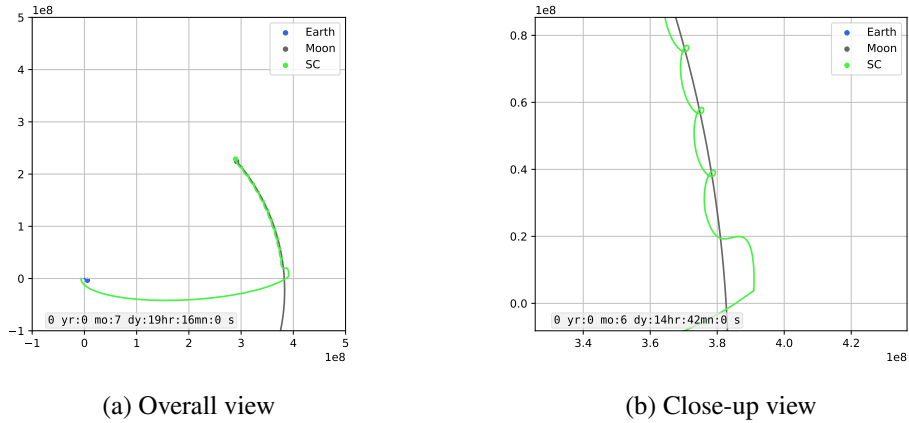 1e8
5
4
3
2
1
0
−1
−1
0
1
2
3
4
5
1e8
Earth
Moon
SC
0 yr:0 mo:7 dy:19hr:16mn:0 s
(a) Overall view
1e8
0.8
0.6
0.4
0.2
0.0
3.4
3.6
3.8
4.0
4.2
1e8
Earth
Moon
SC
0 yr:0 mo:6 dy:14hr:42mn:0 s
(b) Close-up view